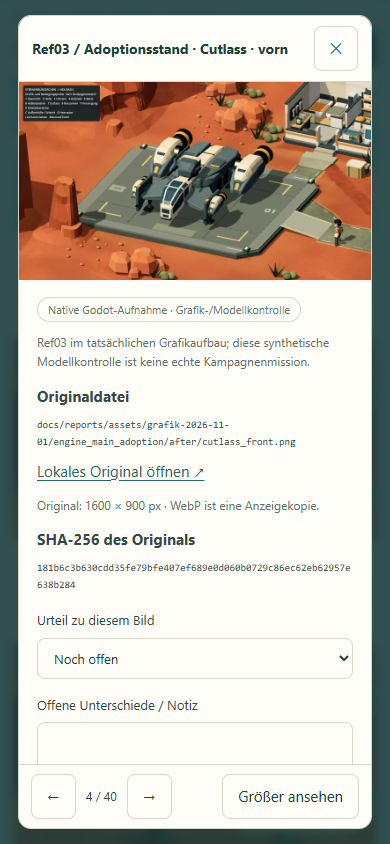 Ref03 / Adoptionsstand · Cutlass · vorn
×
01
Native Godot-Aufnahme · Grafik-/Modellkontrolle
Ref03 im tatsächlichen Grafikaufbau; diese synthetische
Modellkontrolle ist keine echte Kampagnenmission.
Originaldatei
docs/reports/assets/grafik-2026-11-
01/engine_main_adoption/after/cutlass_front.png
Lokales Original öffnen ↗
Original: 1600 × 900 px · WebP ist eine Anzeigekopie.
SHA-256 des Originals
181b6c3b630cdd35fe79bfe407ef689e0d060b0729c86ec62eb62957e
638b284
Urteil zu diesem Bild
Noch offen
Offene Unterschiede / Notiz
←
4 / 40
→
Größer ansehen